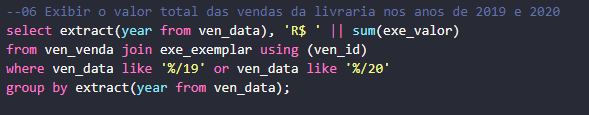 --06 Exibir o valor total das vendas da livraria nos anos de 2019 e 2020
select extract(year from ven_data), 'R$ ' || sum(exe_valor)
from ven_venda join exe_exemplar using (ven_id)
where ven_data like '%/19' or ven_data like '%/20'
group by extract(year from ven_data);